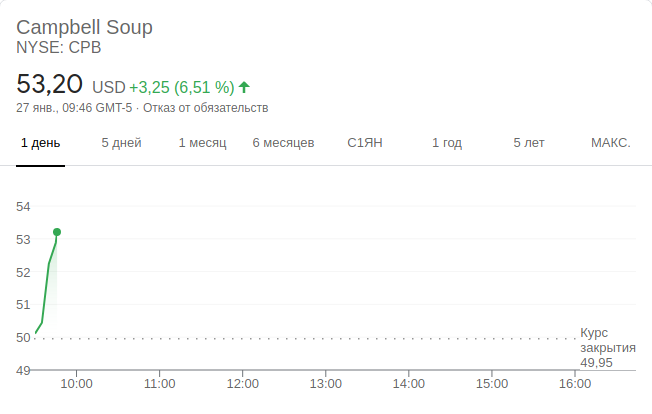 Campbell Soup
NYSE: CPB
53,20 USD +3,25 (6,51 %)
27 янв., 09:46 GMT-5 · Отказ от обязательств
1 день 5 дней 1 месяц 6 месяцев С1ЯН 1 год 5 лет МАКС.
54
53
52
51
50
Курс
закрытия
49,95
49
10:00 11:00 12:00 13:00 14:00 15:00 16:00